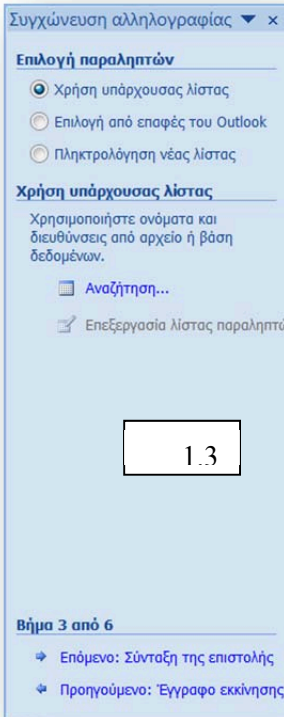 Συγχώνευση αλληλογραφίας
Επιλογή παραληπτών
Χρήση υπάρχουσας λίστας
Επιλογή από επαφές του Outlook
Πληκτρολόγηση νέας λίστας
Χρήση υπάρχουσας λίστας
Χρησιμοποιήστε ονόματα και
διευθύνσεις από αρχείο ή βάση
δεδομένων.
Αναζήτηση...
Επεξεργασία λίστας παραληπτώ
1.3
Βήμα 3 από 6
Επόμενο: Σύνταξη της επιστολής
Προηγούμενο: Έγγραφο εκκίνησης